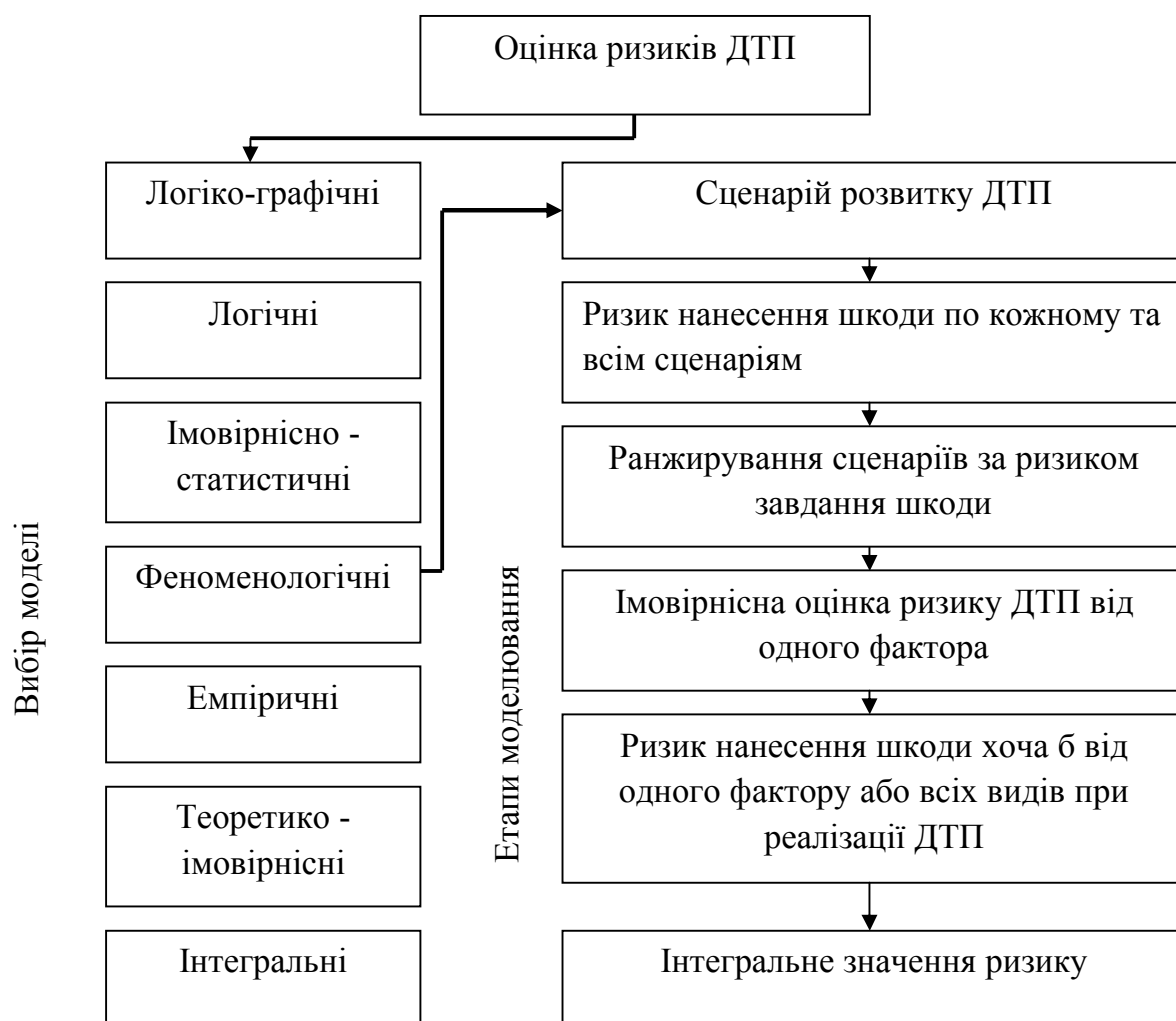 Оцінка ризиків ДТП
Вибір моделі
Логіко-графічні
Логічні
Імовірнісно -
статистичні
Феноменологічні
Емпіричні
Теоретико -
імовірнісні
Інтегральні
Етапи моделювання
Сценарій розвитку ДТП
Ризик нанесення шкоди по кожному та
всім сценаріям
Ранжирування сценаріїв за ризиком
завдання шкоди
Імовірнісна оцінка ризику ДТП від
одного фактора
Ризик нанесення шкоди хоча б від
одного фактору або всіх видів при
реалізації ДТП
Інтегральне значення ризику